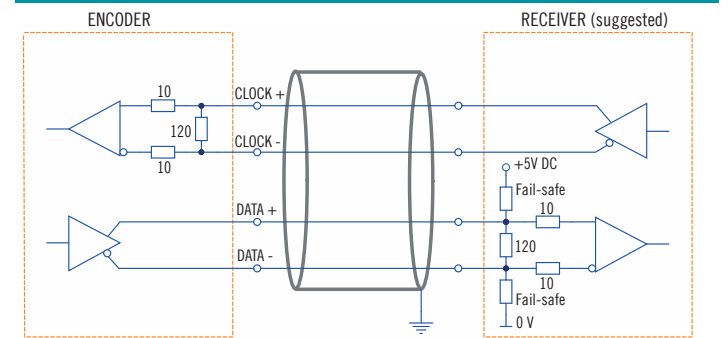 ENCODER
RECEIVER (suggested)
10
CLOCK +
120
CLOCK -
10
+5V DC
Fail-safe
DATA +
10
120
DATA -
10
Fail-safe
0 V